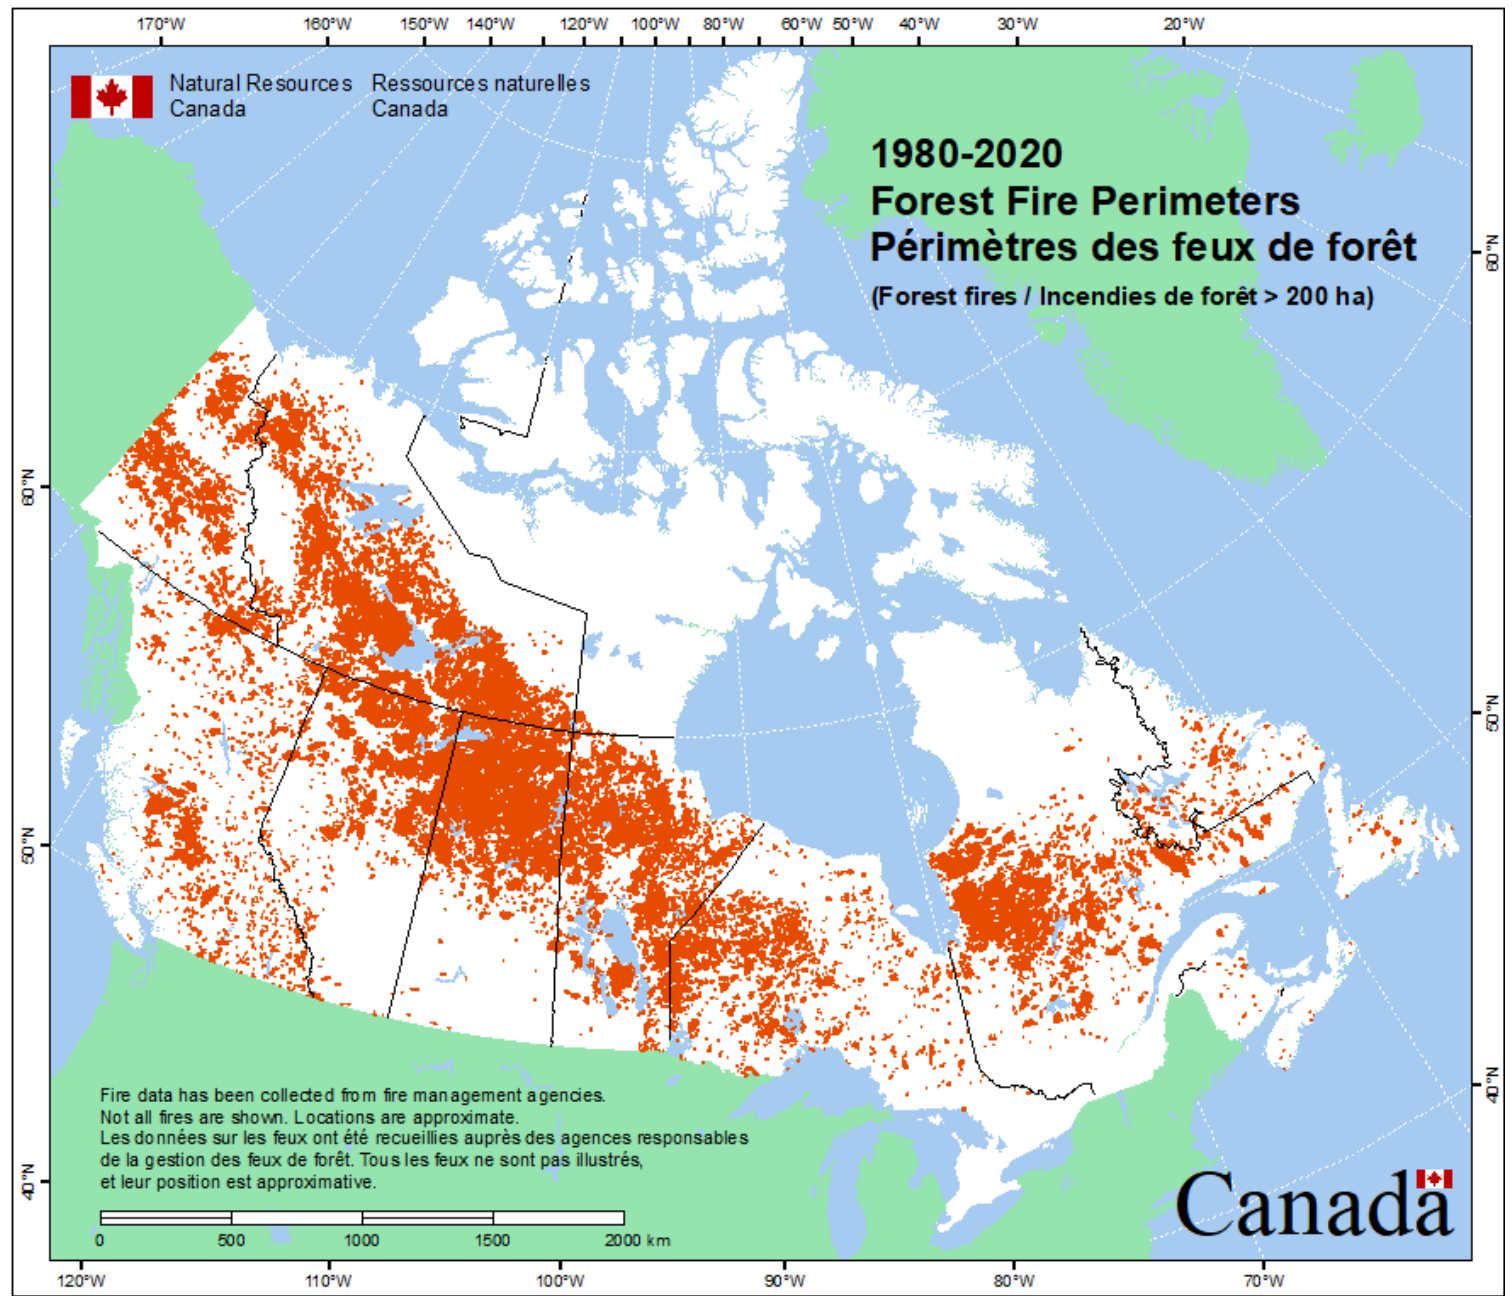 170°W 160°W 150°W 140°W 120°W 100°W 80°W 60°W 50°W 40°W 30°W 20°W
Natural Resources Ressources naturelles
Canada Canada
1980-2020
Forest Fire Perimeters
Périmètres des feux de forêt
(Forest fires / Incendies de forêt > 200 ha)
60°N
60°N
50°N
50°N
40°N
40°N
Fire data has been collected from fire management agencies.
Not all fires are shown. Locations are approximate.
Les données sur les feux ont été recueillies auprès des agences responsables
de la gestion des feux de forêt. Tous les feux ne sont pas illustrés,
et leur position est approximative.
0 500 1000 1500 2000 km
Canada
120°W 110°W 100°W 90°W 80°W 70°W